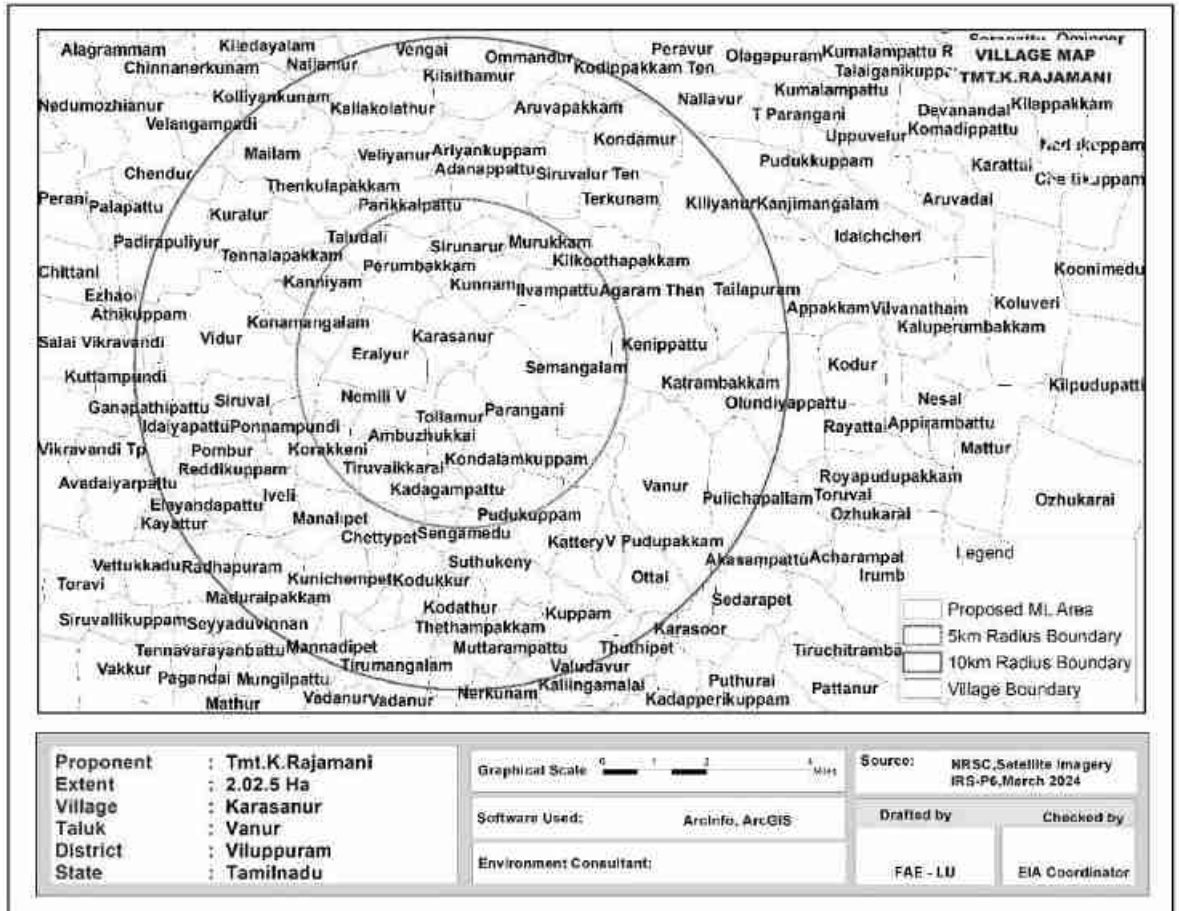 Sorapattu Omipper
Alagrammam Kiledayalam Vengai Ommandur Peravur Olagapuram Kumalampattu R VILLAGE MAP
Chinnanerkunam Nallamur Kilsithamur Kodippakkam Ten Talaiganikuppa TMT.K.RAJAMANI
Nedumozhianur Kolliyankunam Kallakolathur Aruvapakkam Nallavur Kumalampattu Devanandal Kilappakkam
Velangampadi Kondamur T Parangani Uppuvelur Komadippattu
Mailam Veliyanur Ariyankuppam Pudukkuppam Karattai
Chendur Adanappattu Siruvalur Ten
Thenkulapakkam
Perani Palapattu Kuralur Parikkalpattu Terkunam Kiliyanur Kanjimangalam Aruvadai
Padirapuliyur Taludali Sirunarur Murukkam Idaichcheri
Tennalapakkam Perumbakkam Kilkoothapakkam
Chittani Kanniyam Kunnam Ilvampattu Agaram Then Tailapuram Koonimedu
Ezhaoi
Athikuppam Konamangalam Appakkam Vilvanatham Koluveri
Salai Vikravandi Vidur Eraiyur Karasanur Kenippattu Kaluperumbakkam
Kuttampundi Semangalam Katrambakkam Kodur Kilpudupatti
Ganapathipattu Siruvai Nemili V Tollamur Parangani Olundiyappattu Nesal
Idaiyapattu Ponnampundi Ambuzhukkai Rayattai Appirambattu
Vikravandi Tp Pombur Korakkeni Mattur
Reddikuppam Tiruvaikkarai Kondalamkuppam
Avadaiyarpattu Iveli Kadagampattu Vanur Pulichapallam Toruvai Royapudupakkam Ozhukarai
Elayandapattu
Kayattur Manalipet Pudukuppam Ozhukarai
Chettypet Sengamedu Kattery V Pudupakkam
Vettukkadu Radhapuram Suthukeny Akasampattu Acharampat Legend
Toravi Kunichempet Kodukkur Ottai Irumb
Maduraipakkam Kodathur Kuppam Sedarapet Proposed ML Area
Siruvallikuppam Seyyaduvinnan Thethampakkam Karasoor 5km Radius Boundary
Tennavarayanbattu Mannadipet Muttarampattu Thuthipet Tiruchitramba
Vakkur Tirumangalam Valudavur 10km Radius Boundary
Pagandai Mungilpattu Kalingamalai Puthurai Pattanur Village Boundary
Mathur Vadanur Vadanur Nerkunam Kadapperikuppam
Proponent : Tmt.K.Rajamani
Extent : 2.02.5 Ha
Village : Karasanur
Taluk : Vanur
District : Viluppuram
State : Tamilnadu
Graphical Scale 0 1 2 4 Miles
Software Used: ArcInfo, ArcGIS
Environment Consultant:
Source: NRSC,Satellite Imagery
IRS-P6,March 2024
Drafted by Checked by
FAE - LU EIA Coordinator